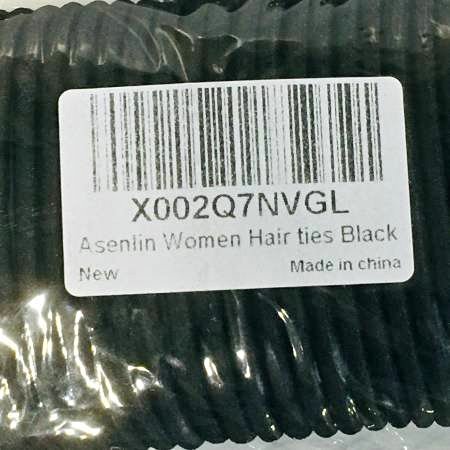 X002Q7NVGL
Asenlin Women Hair ties Black
New
Made in china